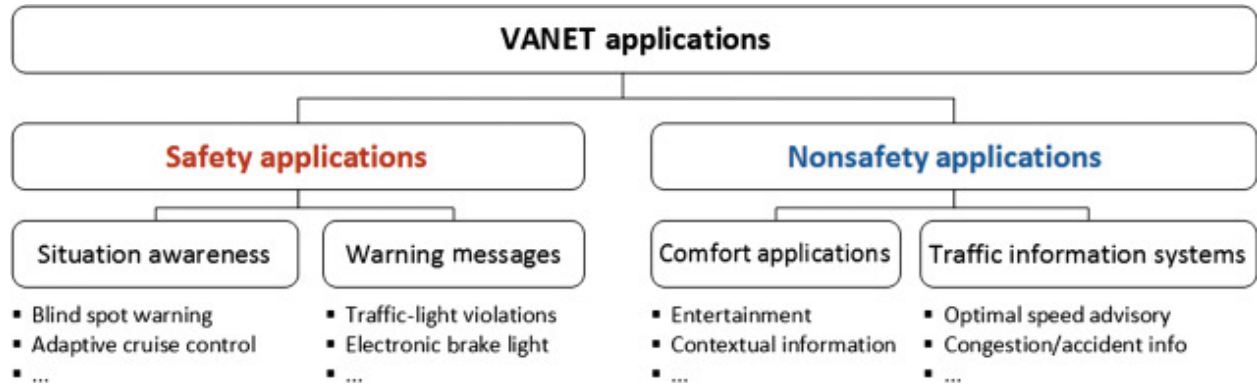 VANET applications
Safety applications
Nonsafety applications
Situation awareness
Warning messages
Comfort applications
Traffic information systems
▪ Blind spot warning
▪ Adaptive cruise control
▪ ...
▪ Traffic-light violations
▪ Electronic brake light
▪ ...
▪ Entertainment
▪ Contextual information
▪ ...
▪ Optimal speed advisory
▪ Congestion/accident info
▪ ...